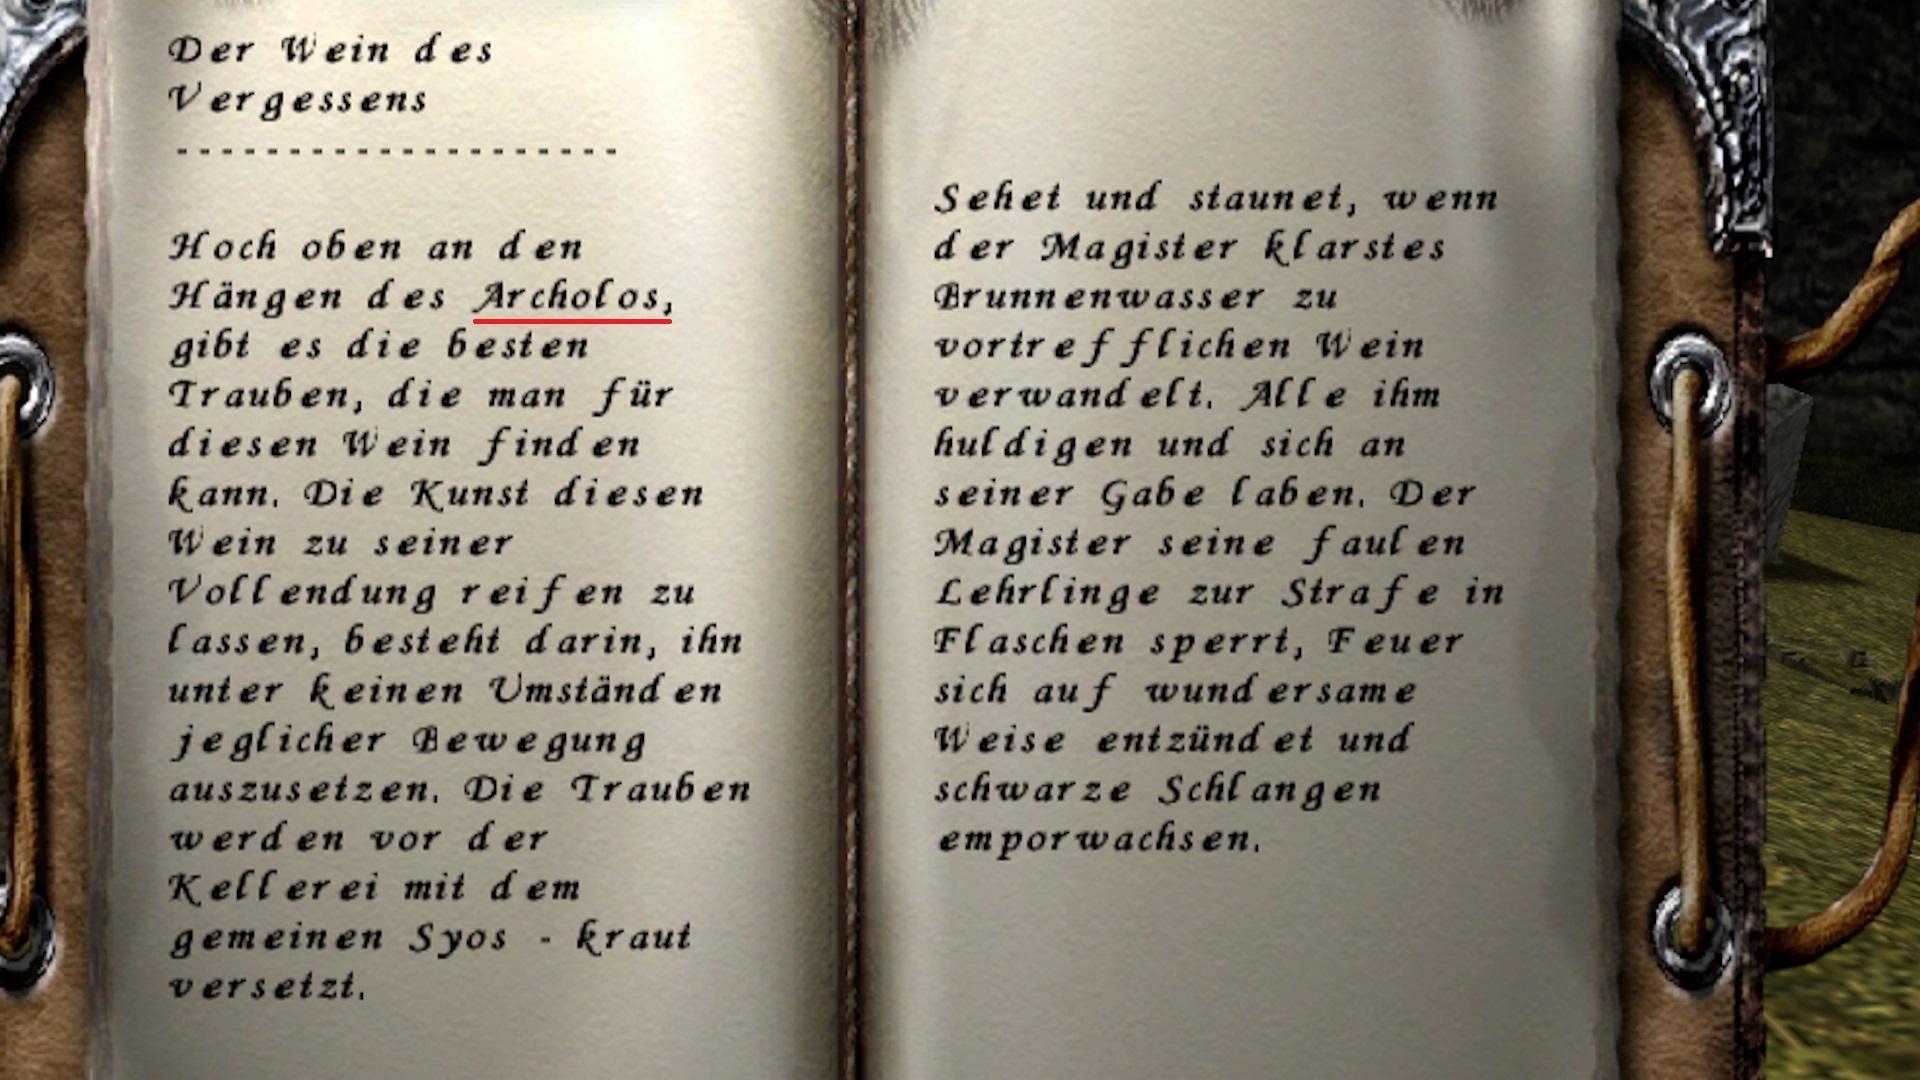 Der Wein des
Vergessens
--------------------
Hoch oben an den
Hängen des Archolos,
gibt es die besten
Trauben, die man für
diesen Wein finden
kann. Die Kunst diesen
Wein zu seiner
Vollendung reifen zu
lassen, besteht darin, ihn
unter keinen Umständen
jeglicher Bewegung
auszusetzen. Die Trauben
werden vor der
Kellerei mit dem
gemeinen Syos - kraut
versetzt.
Sehet und staunet, wenn
der Magister klarstes
Brunnenwasser zu
vortrefflichen Wein
verwandelt. Alle ihm
huldigen und sich an
seiner Gabe laben. Der
Magister seine faulen
Lehrlinge zur Strafe in
Flaschen sperrt, Feuer
sich auf wundersame
Weise entzündet und
schwarze Schlangen
emporwachsen.